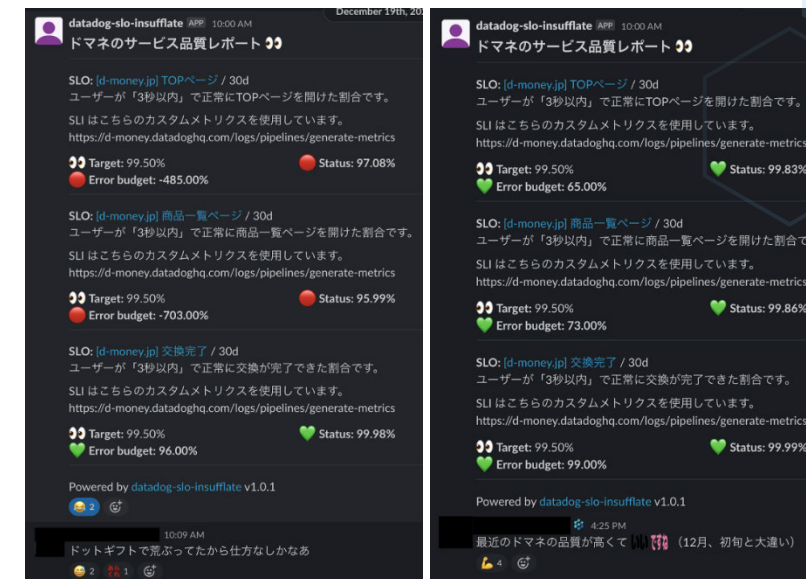 December 19th, 20
datadog-slo-insufflate APP 10:00 AM
ドマネのサービス品質レポート 👀
SLO: [d-money.jp] TOPページ / 30d
ユーザーが「3秒以内」で正常にTOPページを開けた割合です。
SLI はこちらのカスタムメトリクスを使用しています。
https://d-money.datadoghq.com/logs/pipelines/generate-metrics
👀 Target: 99.50%
🔴 Status: 97.08%
🔴 Error budget: -485.00%
SLO: [d-money.jp] 商品一覧ページ / 30d
ユーザーが「3秒以内」で正常に商品一覧ページを開けた割合です。
SLI はこちらのカスタムメトリクスを使用しています。
https://d-money.datadoghq.com/logs/pipelines/generate-metrics
👀 Target: 99.50%
🔴 Status: 95.99%
🔴 Error budget: -703.00%
SLO: [d-money.jp] 交換完了 / 30d
ユーザーが「3秒以内」で正常に交換が完了できた割合です。
SLI はこちらのカスタムメトリクスを使用しています。
https://d-money.datadoghq.com/logs/pipelines/generate-metrics
👀 Target: 99.50%
💚 Status: 99.98%
💚 Error budget: 96.00%
Powered by datadog-slo-insufflate v1.0.1
😂 2
10:09 AM
ドットギフトで荒ぶってたから仕方なしかなあ
😅 2 1
datadog-slo-insufflate APP 10:00 AM
ドマネのサービス品質レポート 👀
SLO: [d-money.jp] TOPページ / 30d
ユーザーが「3秒以内」で正常にTOPページを開けた割合です。
SLI はこちらのカスタムメトリクスを使用しています。
https://d-money.datadoghq.com/logs/pipelines/generate-metrics
👀 Target: 99.50%
💚 Status: 99.83%
💚 Error budget: 65.00%
SLO: [d-money.jp] 商品一覧ページ / 30d
ユーザーが「3秒以内」で正常に商品一覧ページを開けた割合で
SLI はこちらのカスタムメトリクスを使用しています。
https://d-money.datadoghq.com/logs/pipelines/generate-metrics
👀 Target: 99.50%
💚 Status: 99.86%
💚 Error budget: 73.00%
SLO: [d-money.jp] 交換完了 / 30d
ユーザーが「3秒以内」で正常に交換が完了できた割合です。
SLI はこちらのカスタムメトリクスを使用しています。
https://d-money.datadoghq.com/logs/pipelines/generate-metrics
👀 Target: 99.50%
💚 Status: 99.99%
💚 Error budget: 99.00%
Powered by datadog-slo-insufflate v1.0.1
4:25 PM
最近のドマネの品質が高くて（12月、初旬と大違い）
💪 4